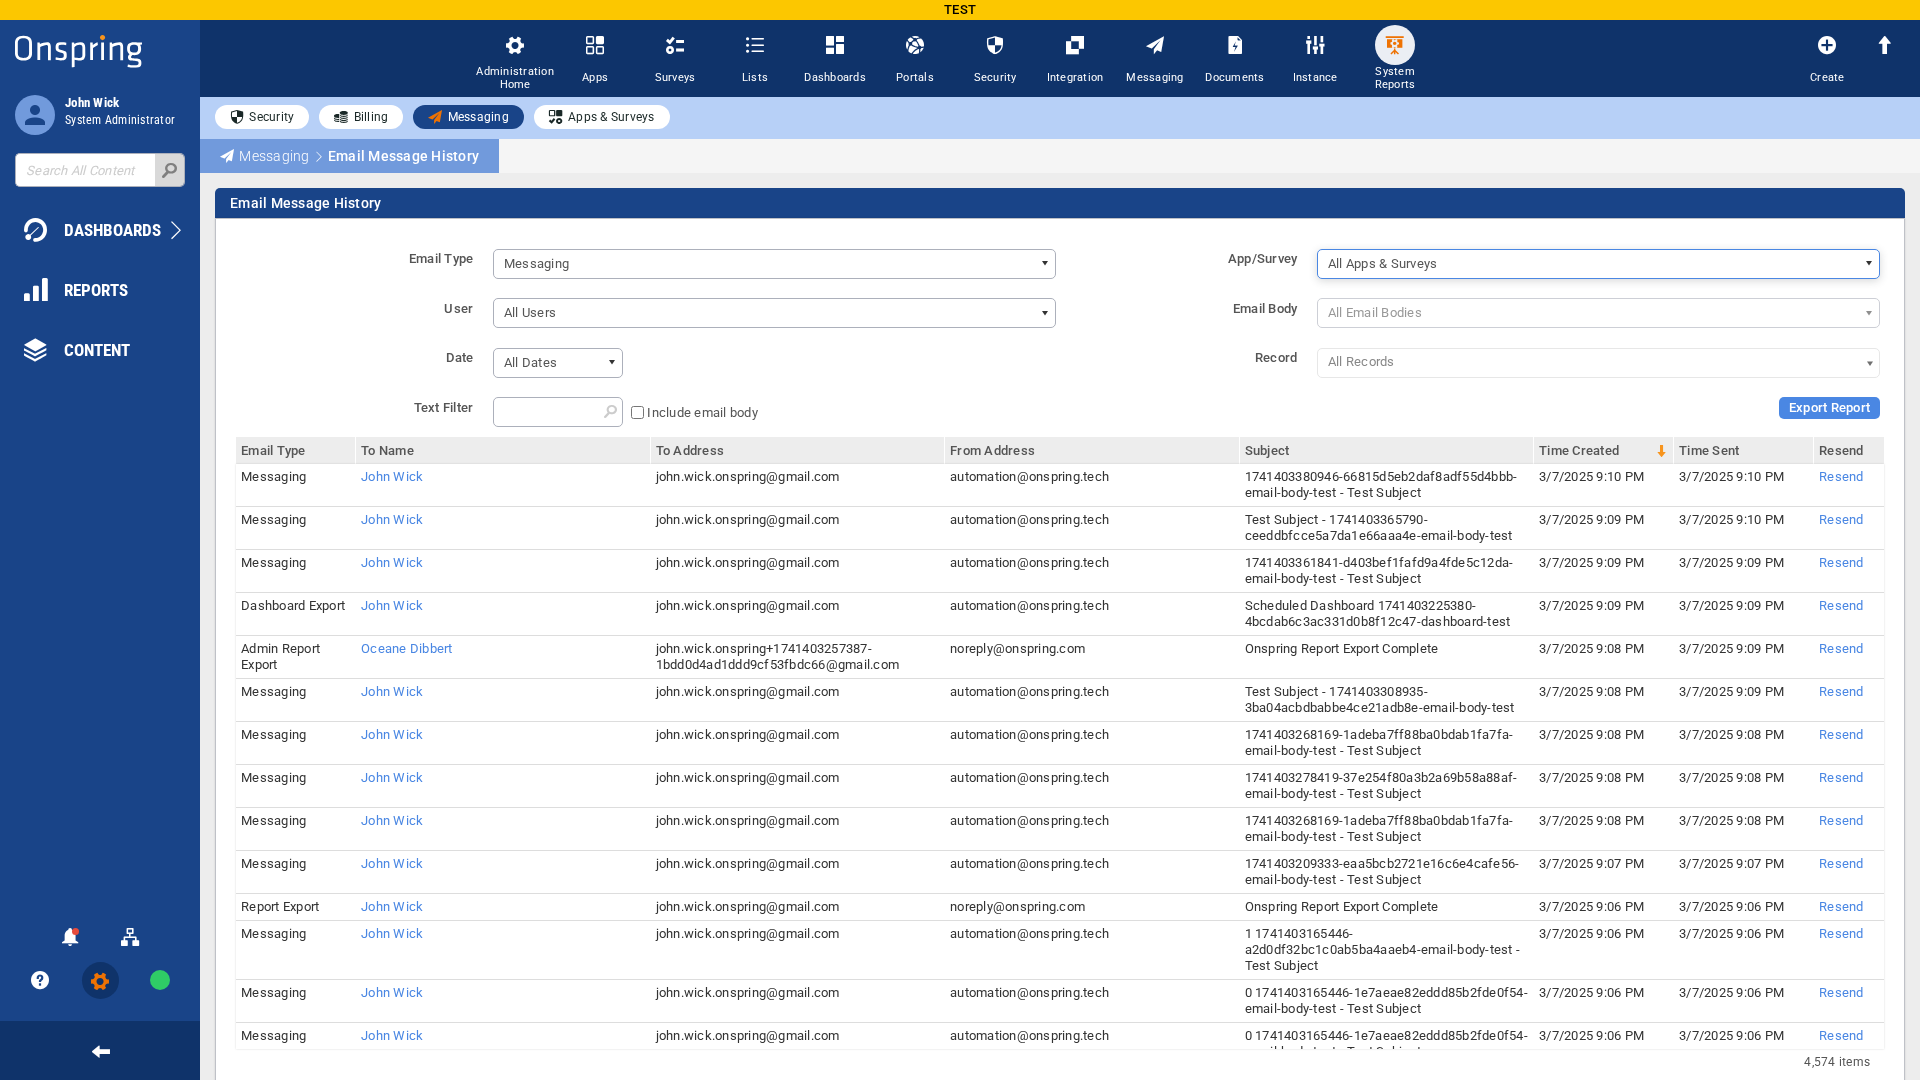 TEST
Onspring
John Wick
System Administrator
Search All Content
DASHBOARDS
REPORTS
CONTENT
Administration Home
Apps
Surveys
Lists
Dashboards
Portals
Security
Integration
Messaging
Documents
Instance
System Reports
Create
Security
Billing
Messaging
Apps & Surveys
Messaging > Email Message History
Email Message History
Email Type
Messaging
App/Survey
All Apps & Surveys
User
All Users
Email Body
All Email Bodies
Date
All Dates
Record
All Records
Text Filter
Include email body
Export Report
Email Type To Name To Address From Address Subject Time Created Time Sent Resend
Messaging John Wick john.wick.onspring@gmail.com automation@onspring.tech 1741403380946-66815d5eb2daf8adf55d4bbb- 3/7/2025 9:10 PM 3/7/2025 9:10 PM Resend
email-body-test - Test Subject
Messaging John Wick john.wick.onspring@gmail.com automation@onspring.tech Test Subject - 1741403365790- 3/7/2025 9:09 PM 3/7/2025 9:10 PM Resend
ceeddbfcce5a7da1e66aaa4e-email-body-test
Messaging John Wick john.wick.onspring@gmail.com automation@onspring.tech 1741403361841-d403bef1fafd9a4fde5c12da- 3/7/2025 9:09 PM 3/7/2025 9:09 PM Resend
email-body-test - Test Subject
Dashboard Export John Wick john.wick.onspring@gmail.com automation@onspring.tech Scheduled Dashboard 1741403225380- 3/7/2025 9:09 PM 3/7/2025 9:09 PM Resend
4bcdab6c3ac331d0b8f12c47-dashboard-test
Admin Report Oceane Dibbert john.wick.onspring+1741403257387- noreply@onspring.com Onspring Report Export Complete 3/7/2025 9:08 PM 3/7/2025 9:09 PM Resend
Export 1bdd0d4ad1ddd9cf53fbdc66@gmail.com
Messaging John Wick john.wick.onspring@gmail.com automation@onspring.tech Test Subject - 1741403308935- 3/7/2025 9:08 PM 3/7/2025 9:09 PM Resend
3ba04acbdbabbe4ce21adb8e-email-body-test
Messaging John Wick john.wick.onspring@gmail.com automation@onspring.tech 1741403268169-1adeba7ff88ba0bdab1fa7fa- 3/7/2025 9:08 PM 3/7/2025 9:08 PM Resend
email-body-test - Test Subject
Messaging John Wick john.wick.onspring@gmail.com automation@onspring.tech 1741403278419-37e254f80a3b2a69b58a88af- 3/7/2025 9:08 PM 3/7/2025 9:08 PM Resend
email-body-test - Test Subject
Messaging John Wick john.wick.onspring@gmail.com automation@onspring.tech 1741403268169-1adeba7ff88ba0bdab1fa7fa- 3/7/2025 9:08 PM 3/7/2025 9:08 PM Resend
email-body-test - Test Subject
Messaging John Wick john.wick.onspring@gmail.com automation@onspring.tech 1741403209333-eaa5bcb2721e16c6e4cafe56- 3/7/2025 9:07 PM 3/7/2025 9:07 PM Resend
email-body-test - Test Subject
Report Export John Wick john.wick.onspring@gmail.com noreply@onspring.com Onspring Report Export Complete 3/7/2025 9:06 PM 3/7/2025 9:06 PM Resend
Messaging John Wick john.wick.onspring@gmail.com automation@onspring.tech 1 1741403165446- 3/7/2025 9:06 PM 3/7/2025 9:06 PM Resend
a2d0df32bc1c0ab5ba4aaeb4-email-body-test -
Test Subject
Messaging John Wick john.wick.onspring@gmail.com automation@onspring.tech 0 1741403165446-1e7aeae82eddd85b2fde0f54- 3/7/2025 9:06 PM 3/7/2025 9:06 PM Resend
email-body-test - Test Subject
Messaging John Wick john.wick.onspring@gmail.com automation@onspring.tech 0 1741403165446-1e7aeae82eddd85b2fde0f54- 3/7/2025 9:06 PM 3/7/2025 9:06 PM Resend
4,574 items